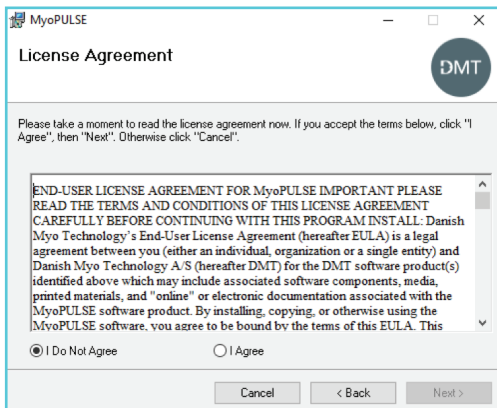 MyoPULSE
License Agreement
DMT
Please take a moment to read the license agreement now. If you accept the terms below, click "I
Agree", then "Next". Otherwise click "Cancel".
END-USER LICENSE AGREEMENT FOR MyoPULSE IMPORTANT PLEASE
READ THE TERMS AND CONDITIONS OF THIS LICENSE AGREEMENT
CAREFULLY BEFORE CONTINUING WITH THIS PROGRAM INSTALL: Danish
Myo Technology's End-User License Agreement (hereafter EULA) is a legal
agreement between you (either an individual, organization or a single entity) and
Danish Myo Technology A/S (hereafter DMT) for the DMT software product(s)
identified above which may include associated software components, media,
printed materials, and "online" or electronic documentation associated with the
MyoPULSE software product. By installing, copying, or otherwise using the
MyoPULSE software, you agree to be bound by the terms of this EULA. This
I Do Not Agree
I Agree
Cancel
< Back
Next >